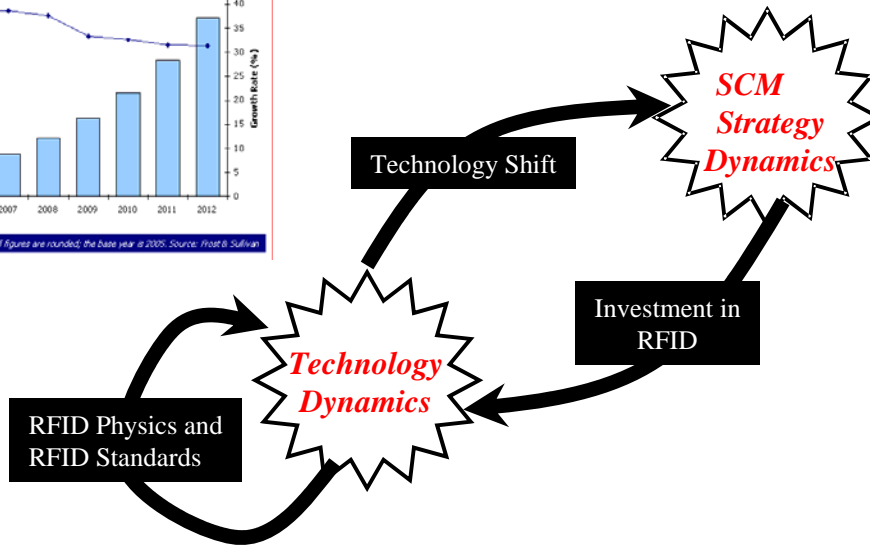 40
35
30
25
20
15
10
5
0
Growth Rate (%)
2007 2008 2009 2010 2011 2012
figures are rounded; the base year is 2005. Source: Frost & Sullivan
SCM
Strategy
Dynamics
Technology Shift
Investment in
RFID
Technology
Dynamics
RFID Physics and
RFID Standards